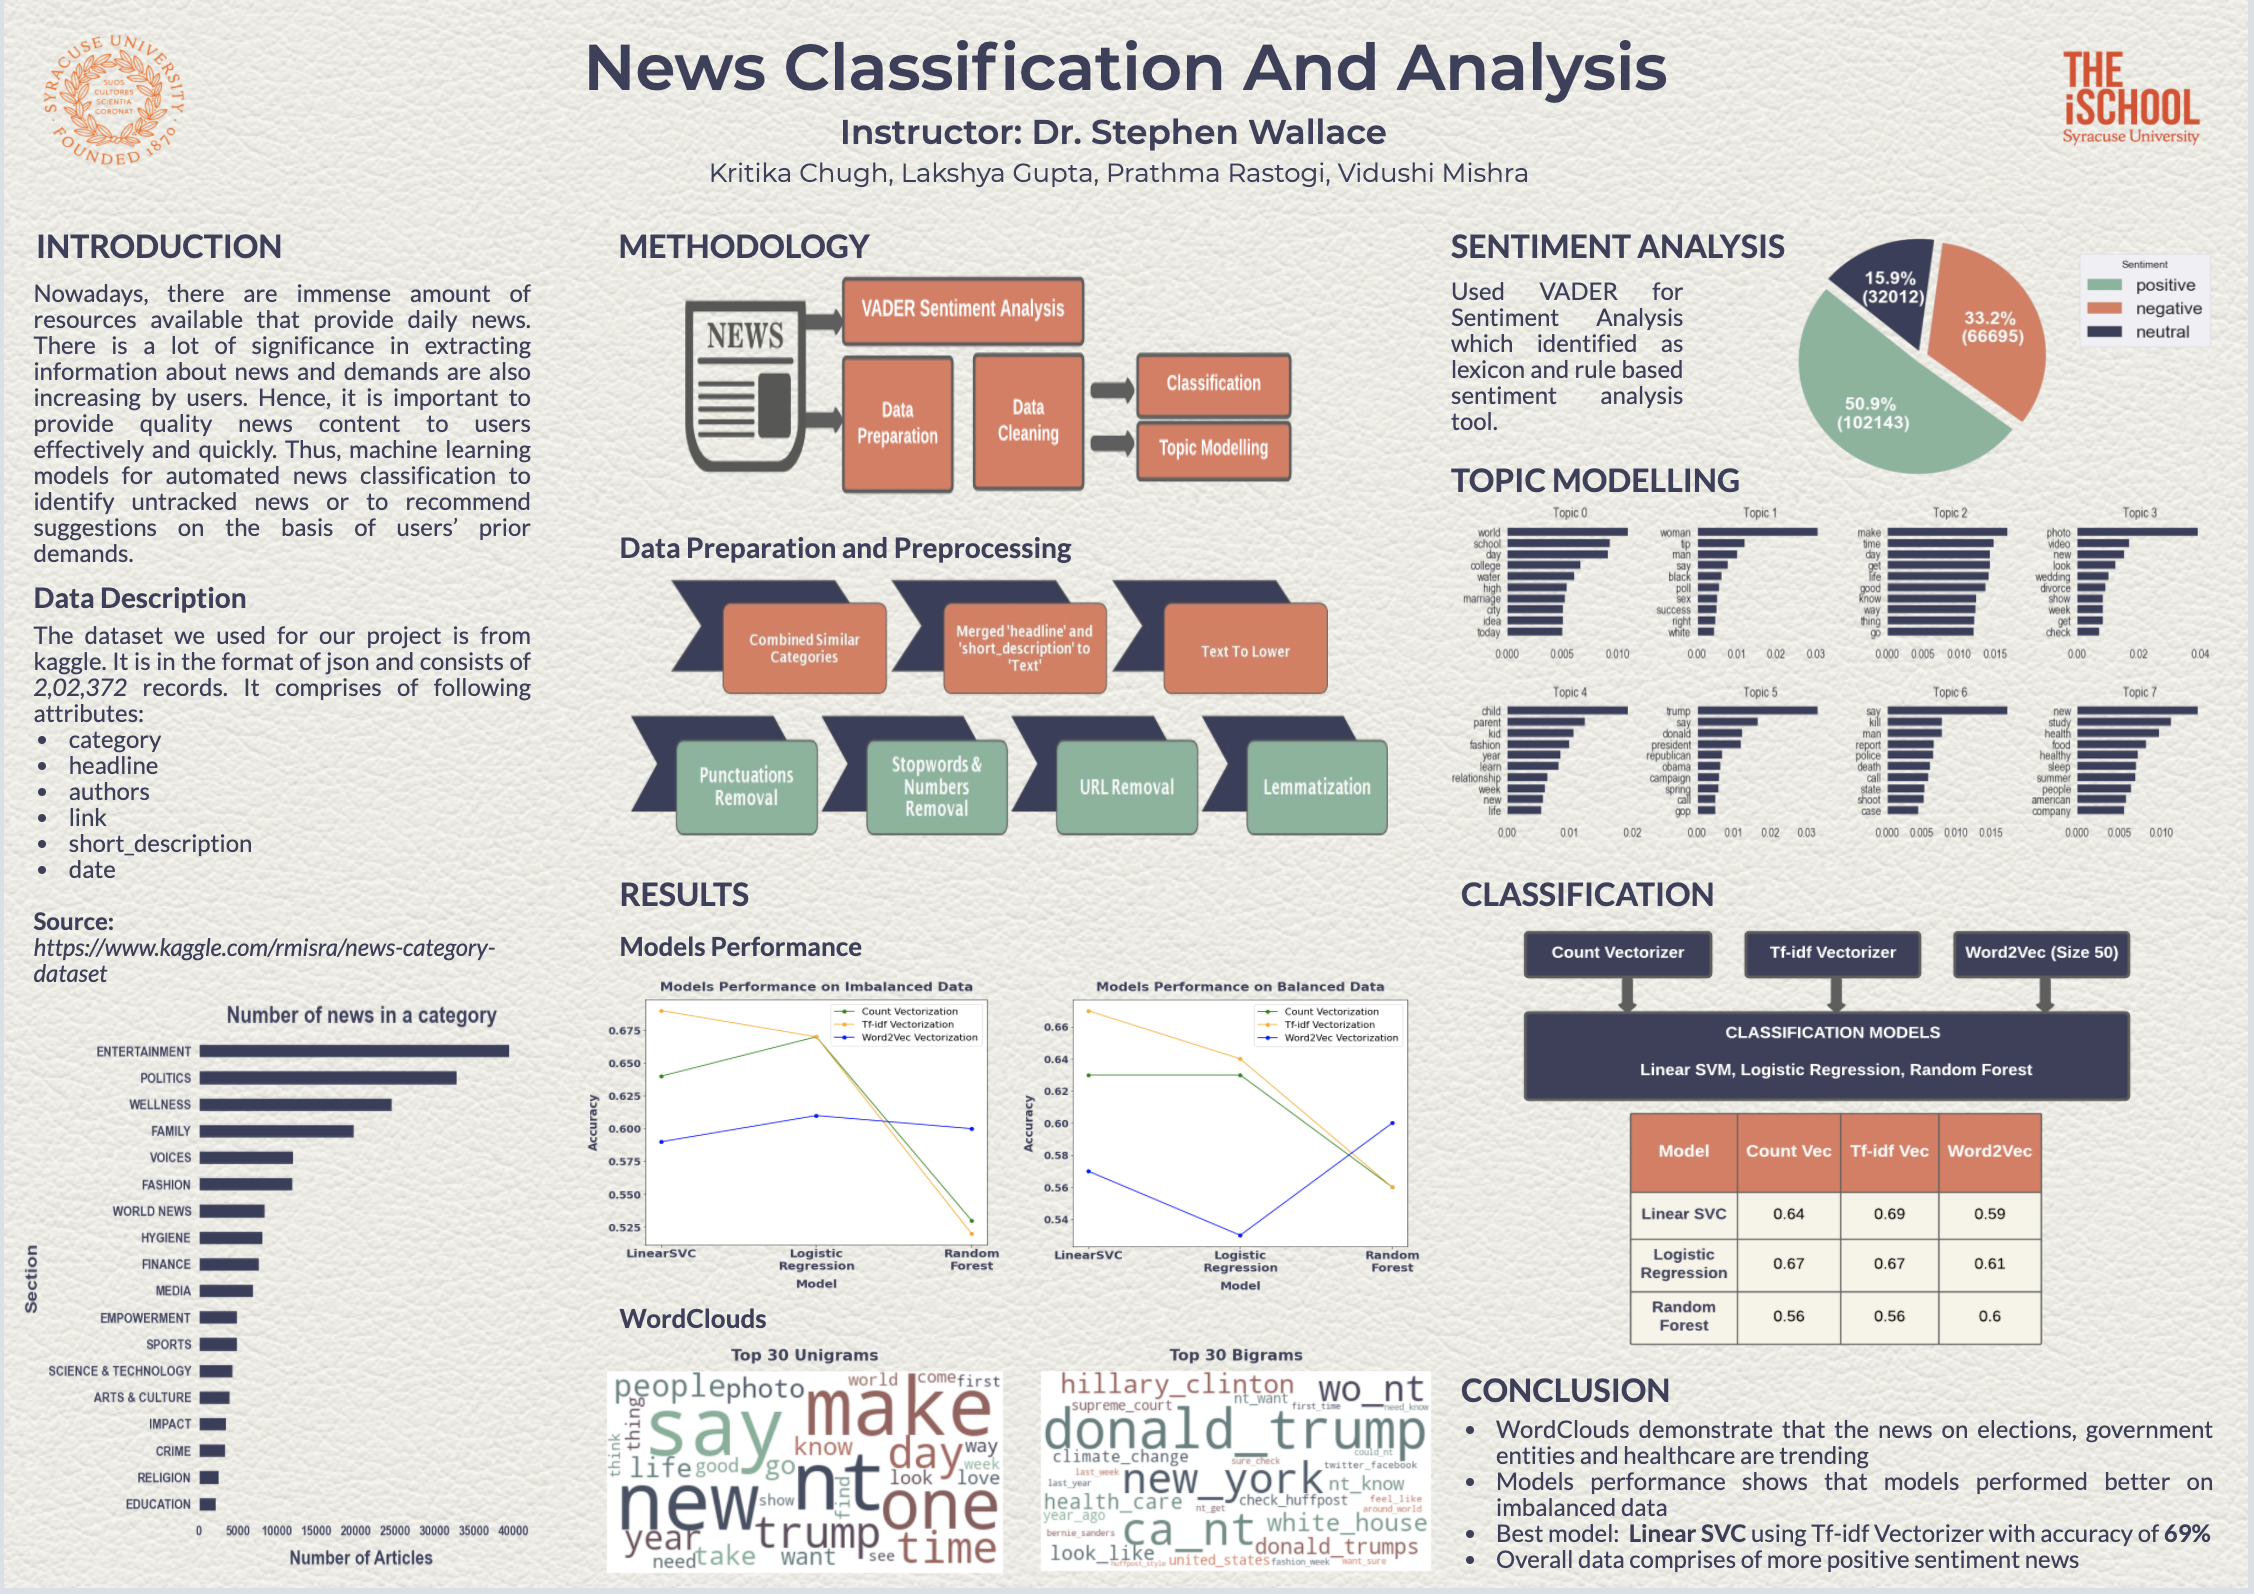 SYRACUSE UNIVERSITY
FOUNDED 1870
SUOS
CULTORES
SCIENTIA
CORONAT
News Classification And Analysis
Instructor: Dr. Stephen Wallace
Kritika Chugh, Lakshya Gupta, Prathma Rastogi, Vidushi Mishra
THE
iSCHOOL
Syracuse University
INTRODUCTION
Nowadays, there are immense amount of
resources available that provide daily news.
There is a lot of significance in extracting
information about news and demands are also
increasing by users. Hence, it is important to
provide quality news content to users
effectively and quickly. Thus, machine learning
models for automated news classification to
identify untracked news or to recommend
suggestions on the basis of users’ prior
demands.
Data Description
The dataset we used for our project is from
kaggle. It is in the format of json and consists of
2,02,372 records. It comprises of following
attributes:
• category
• headline
• authors
• link
• short_description
• date
Source:
https://www.kaggle.com/rmisra/news-category-
dataset
Number of news in a category
Section
ENTERTAINMENT
POLITICS
WELLNESS
FAMILY
VOICES
FASHION
WORLD NEWS
HYGIENE
FINANCE
MEDIA
EMPOWERMENT
SPORTS
SCIENCE & TECHNOLOGY
ARTS & CULTURE
IMPACT
CRIME
RELIGION
EDUCATION
0 5000 10000 15000 20000 25000 30000 35000 40000
Number of Articles
METHODOLOGY
NEWS
VADER Sentiment Analysis
Data
Preparation
Data
Cleaning
Classification
Topic Modelling
Data Preparation and Preprocessing
Combined Similar
Categories
Merged 'headline' and
'short_description' to
'Text'
Text To Lower
Punctuations
Removal
Stopwords &
Numbers
Removal
URL Removal
Lemmatization
RESULTS
Models Performance
Models Performance on Imbalanced Data
Count Vectorization
Tf-idf Vectorization
Word2Vec Vectorization
Accuracy
0.675
0.650
0.625
0.600
0.575
0.550
0.525
LinearSVC Logistic Regression Random Forest
Model
Models Performance on Balanced Data
Count Vectorization
Tf-idf Vectorization
Word2Vec Vectorization
Accuracy
0.66
0.64
0.62
0.60
0.58
0.56
0.54
LinearSVC Logistic Regression Random Forest
Model
WordClouds
Top 30 Unigrams
people photo world come first
thing say make
think know day way
life good go nt look love week
new show find one
year trump time
need take want see
Top 30 Bigrams
hillary_clinton wo_nt
supreme_court nt_want first_time need_know
donald_trump
climate_change could_nt
sure_check twitter_facebook
last_week new_york nt_know
last_year
health_care nt_get check_huffpost feel_like
around_world
year_ago ca_nt white_house
bernie_sanders
look_like donald_trumps
huffpost_style united_states fashion_week want_sure
SENTIMENT ANALYSIS
Used VADER for
Sentiment Analysis
which identified as
lexicon and rule based
sentiment analysis
tool.
15.9%
(32012)
33.2%
(66695)
50.9%
(102143)
Sentiment
positive
negative
neutral
TOPIC MODELLING
Topic 0
world
school
day
college
water
high
marriage
city
idea
today
0.000 0.005 0.010
Topic 1
woman
tip
man
say
black
poll
sex
success
right
white
0.00 0.01 0.02 0.03
Topic 2
make
time
day
get
life
good
know
way
thing
go
0.000 0.005 0.010 0.015
Topic 3
photo
video
new
look
wedding
divorce
show
week
get
check
0.00 0.02 0.04
Topic 4
child
parent
kid
fashion
year
learn
relationship
week
new
life
0.00 0.01 0.02
Topic 5
trump
say
donald
president
republican
obama
campaign
spring
call
gop
0.00 0.01 0.02 0.03
Topic 6
say
kill
man
report
police
death
call
state
shoot
case
0.000 0.005 0.010 0.015
Topic 7
new
study
health
food
healthy
sleep
summer
people
american
company
0.000 0.005 0.010
CLASSIFICATION
Count Vectorizer
Tf-idf Vectorizer
Word2Vec (Size 50)
CLASSIFICATION MODELS
Linear SVM, Logistic Regression, Random Forest
Model Count Vec Tf-idf Vec Word2Vec
Linear SVC 0.64 0.69 0.59
Logistic Regression 0.67 0.67 0.61
Random Forest 0.56 0.56 0.6
CONCLUSION
• WordClouds demonstrate that the news on elections, government
entities and healthcare are trending
• Models performance shows that models performed better on
imbalanced data
• Best model: Linear SVC using Tf-idf Vectorizer with accuracy of 69%
• Overall data comprises of more positive sentiment news